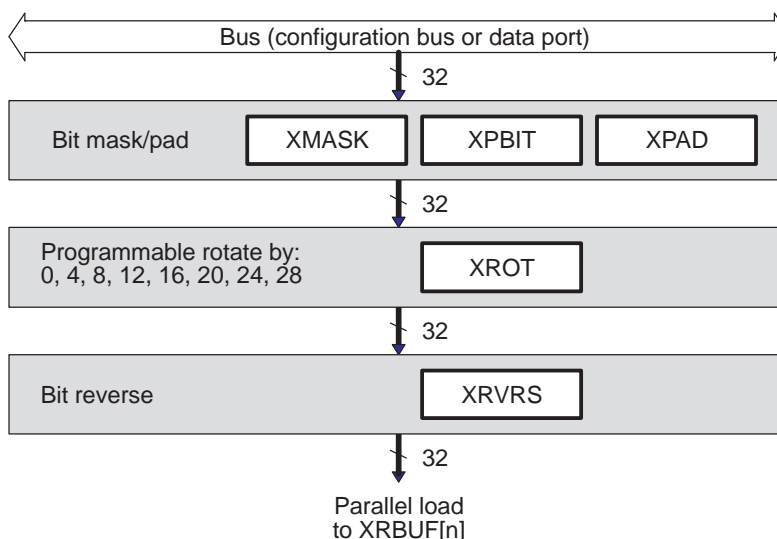 Bus (configuration bus or data port)
32
Bit mask/pad XMASK XPBIT XPAD
32
Programmable rotate by:
0, 4, 8, 12, 16, 20, 24, 28
XROT
32
Bit reverse XRVRS
32
Parallel load
to XRBUF[n]